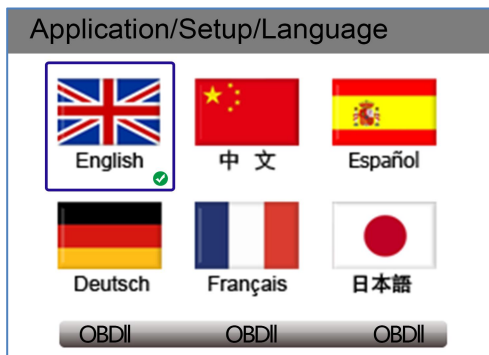 Application/Setup/Language
English 中 文 Español
Deutsch Français 日本語
OBDII OBDII OBDII